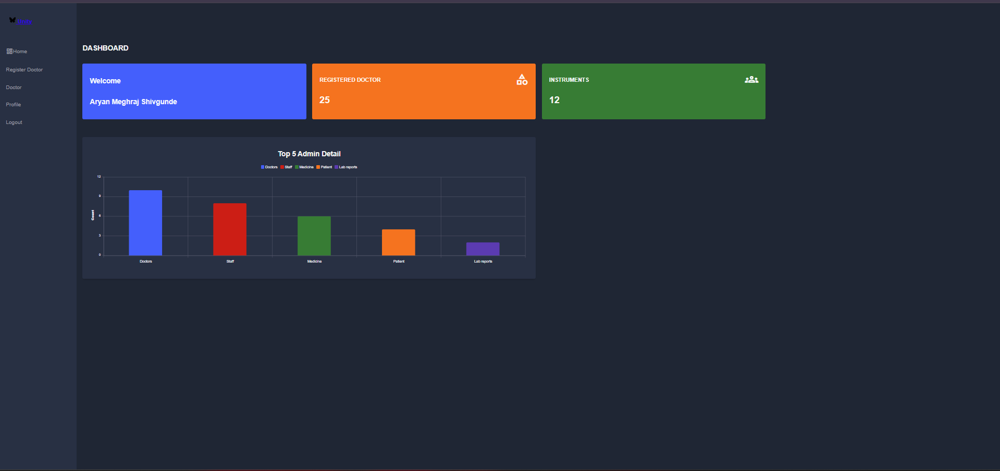 Home
Register Doctor
Doctor
Profile
Logout
DASHBOARD
Welcome
Aryan Meghraj Shivgunde
REGISTERED DOCTOR
25
INSTRUMENTS
12
Top 5 Admin Detail
Doctors Staff Medicine Patient Lab reports
12
9
6
3
0
Count
Doctors Staff Medicine Patient Lab reports